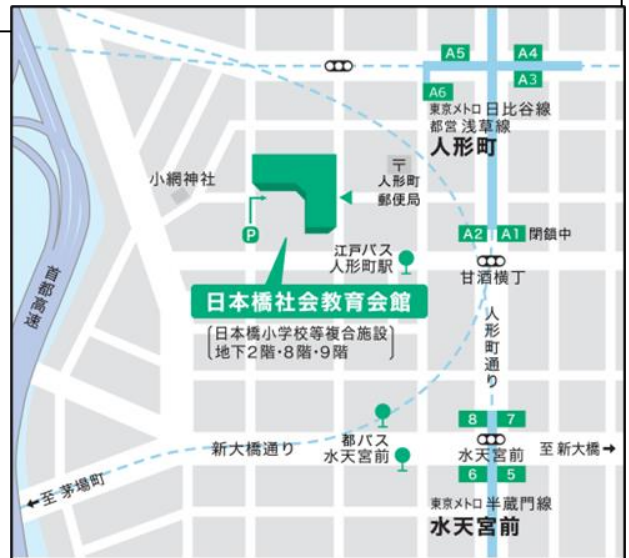 A5
A4
A3
A6
東京メトロ 日比谷線
都営 浅草線
人形町
小網神社
〒
人形町
郵便局
P
A2
A1
閉鎖中
江戸バス
人形町駅
甘酒横丁
首都高速
日本橋社会教育会館
日本橋小学校等複合施設
地下2階・8階・9階
人形町通り
8
7
都バス
水天宮前
新大橋通り
水天宮前
至 新大橋→
6
5
←至 茅場町
東京メトロ 半蔵門線
水天宮前